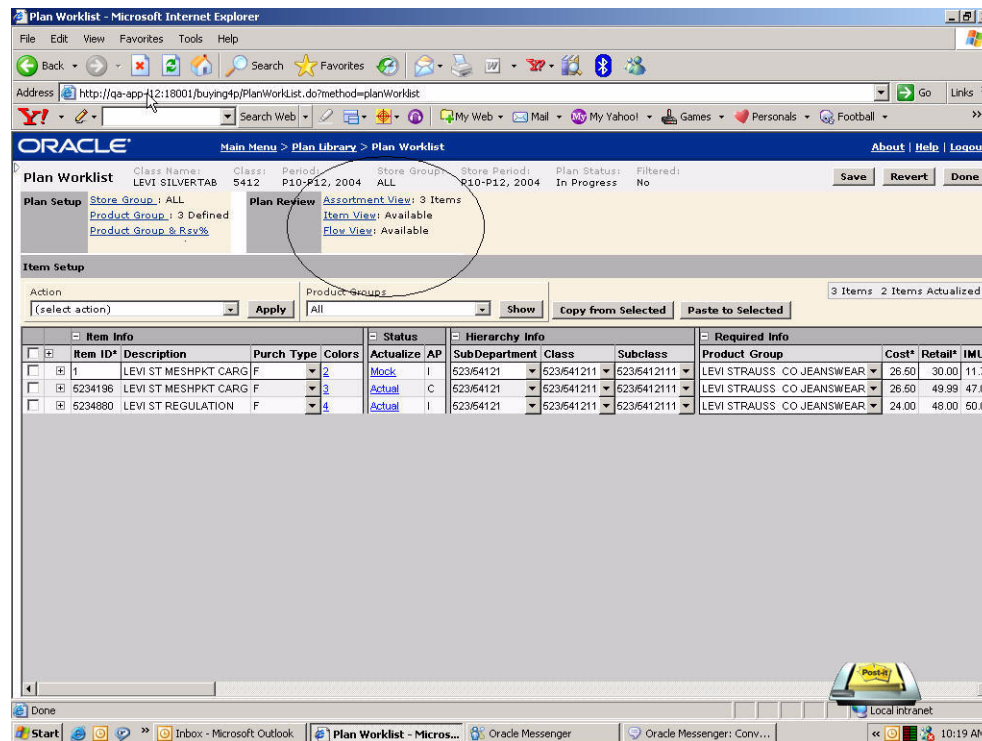 Plan Worklist - Microsoft Internet Explorer
File Edit View Favorites Tools Help
Back Search Favorites
Address http://qa-app-12:18001/buying4p/PlanWorkList.do?method=planWorklist Go Links
Y! Search Web My Web Mail My Yahoo! Games Personals Football
ORACLE Main Menu > Plan Library > Plan Worklist About | Help | Logou
Plan Worklist Class Name: Class: Period: Store Group: Store Period: Plan Status: Filtered:
LEVI SILVERTAB 5412 P10-P12, 2004 ALL P10-P12, 2004 In Progress No Save Revert Done
Plan Setup Store Group : ALL Plan Review Assortment View: 3 Items
Product Group : 3 Defined Item View: Available
Product Group & Rsv% Flow View: Available
Item Setup
Action Product Groups 3 Items 2 Items Actualized
(select action) Apply All Show Copy from Selected Paste to Selected
Item Info Status Hierarchy Info Required Info
Item ID* Description Purch Type Colors Actualize AP SubDepartment Class Subclass Product Group Cost* Retail* IMU
1 LEVI ST MESHPKT CARG F 2 Mock I 523/54121 523/541211 523/5412111 LEVI STRAUSS CO JEANSWEAR 26.50 30.00 11.7
5234196 LEVI ST MESHPKT CARG F 3 Actual C 523/54121 523/541211 523/5412111 LEVI STRAUSS CO JEANSWEAR 26.50 49.99 47.0
5234880 LEVI ST REGULATION F 4 Actual I 523/54121 523/541211 523/5412111 LEVI STRAUSS CO JEANSWEAR 24.00 48.00 50.0
Post-it
Done Local intranet
Start Inbox - Microsoft Outlook Plan Worklist - Micros... Oracle Messenger Oracle Messenger: Conv... 10:19 AM